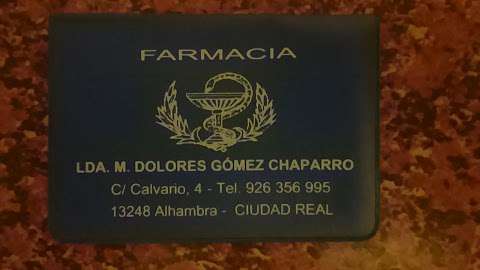 FARMACIA
LDA. M. DOLORES GÓMEZ CHAPARRO
C/ Calvario, 4 - Tel. 926 356 995
13248 Alhambra - CIUDAD REAL